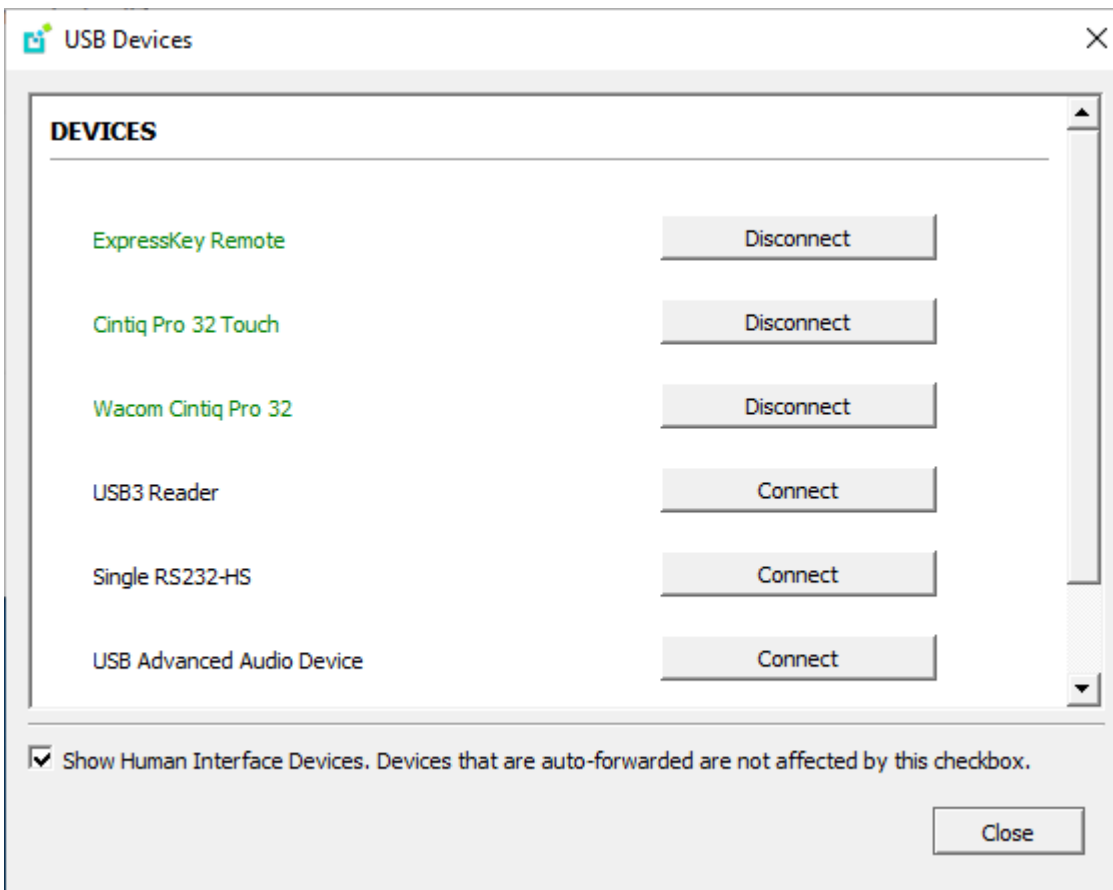 USB Devices
DEVICES
ExpressKey Remote Disconnect
Cintiq Pro 32 Touch Disconnect
Wacom Cintiq Pro 32 Disconnect
USB3 Reader Connect
Single RS232-HS Connect
USB Advanced Audio Device Connect
Show Human Interface Devices. Devices that are auto-forwarded are not affected by this checkbox.
Close